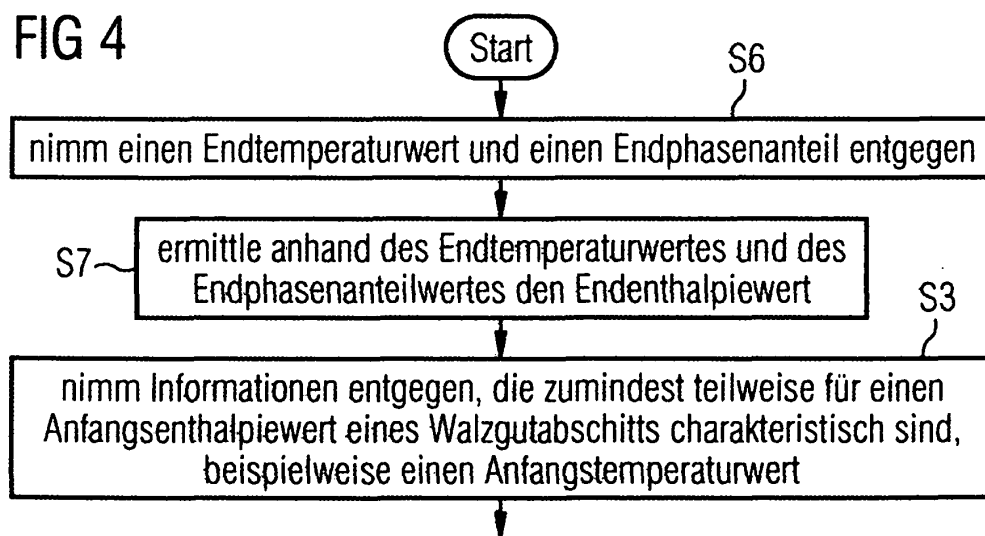 FIG 4
Start
S6
nimm einen Endtemperaturwert und einen Endphasenanteil entgegen
S7
ermittle anhand des Endtemperaturwertes und des
Endphasenanteilwertes den Endenthalpiewert
S3
nimm Informationen entgegen, die zumindest teilweise für einen
Anfangsenthalpiewert eines Walzgutabschitts charakteristisch sind,
beispielweise einen Anfangstemperaturwert